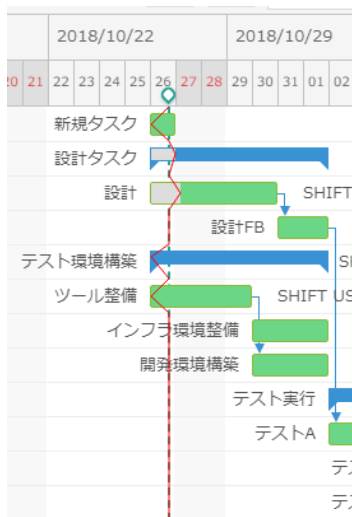 2018/10/22 2018/10/29
20 21 22 23 24 25 26 27 28 29 30 31 01 02
新規タスク
設計タスク
設計 SHIFT
設計FB
テスト環境構築
ツール整備 SHIFT US
インフラ環境整備
開発環境構築
テスト実行
テストA
テ
テ